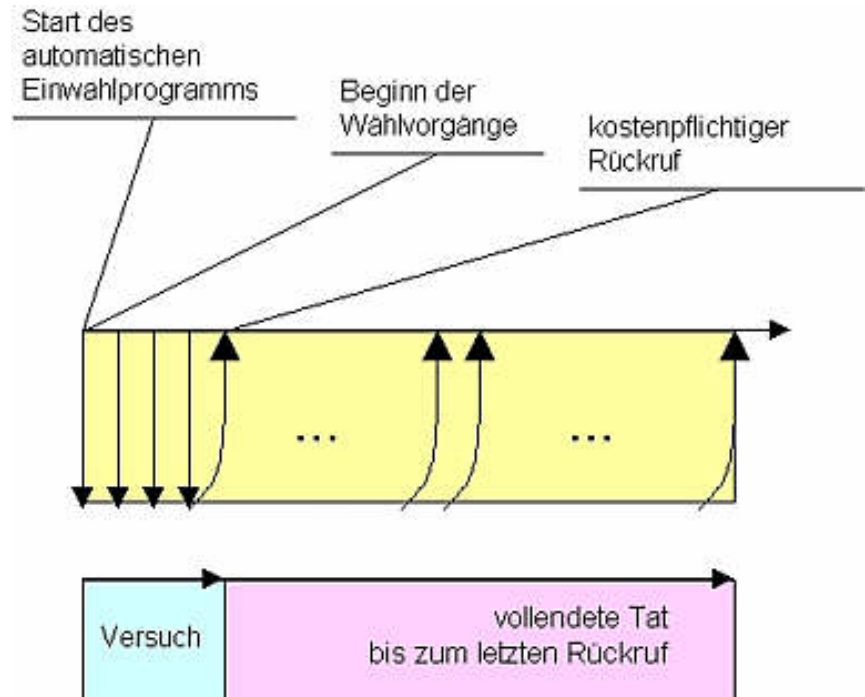 Start des
automatischen
Einwahlprogramms
Beginn der
Wählvorgänge
kostenpflichtiger
Rückruf
...
...
Versuch
vollendete Tat
bis zum letzten Rückruf